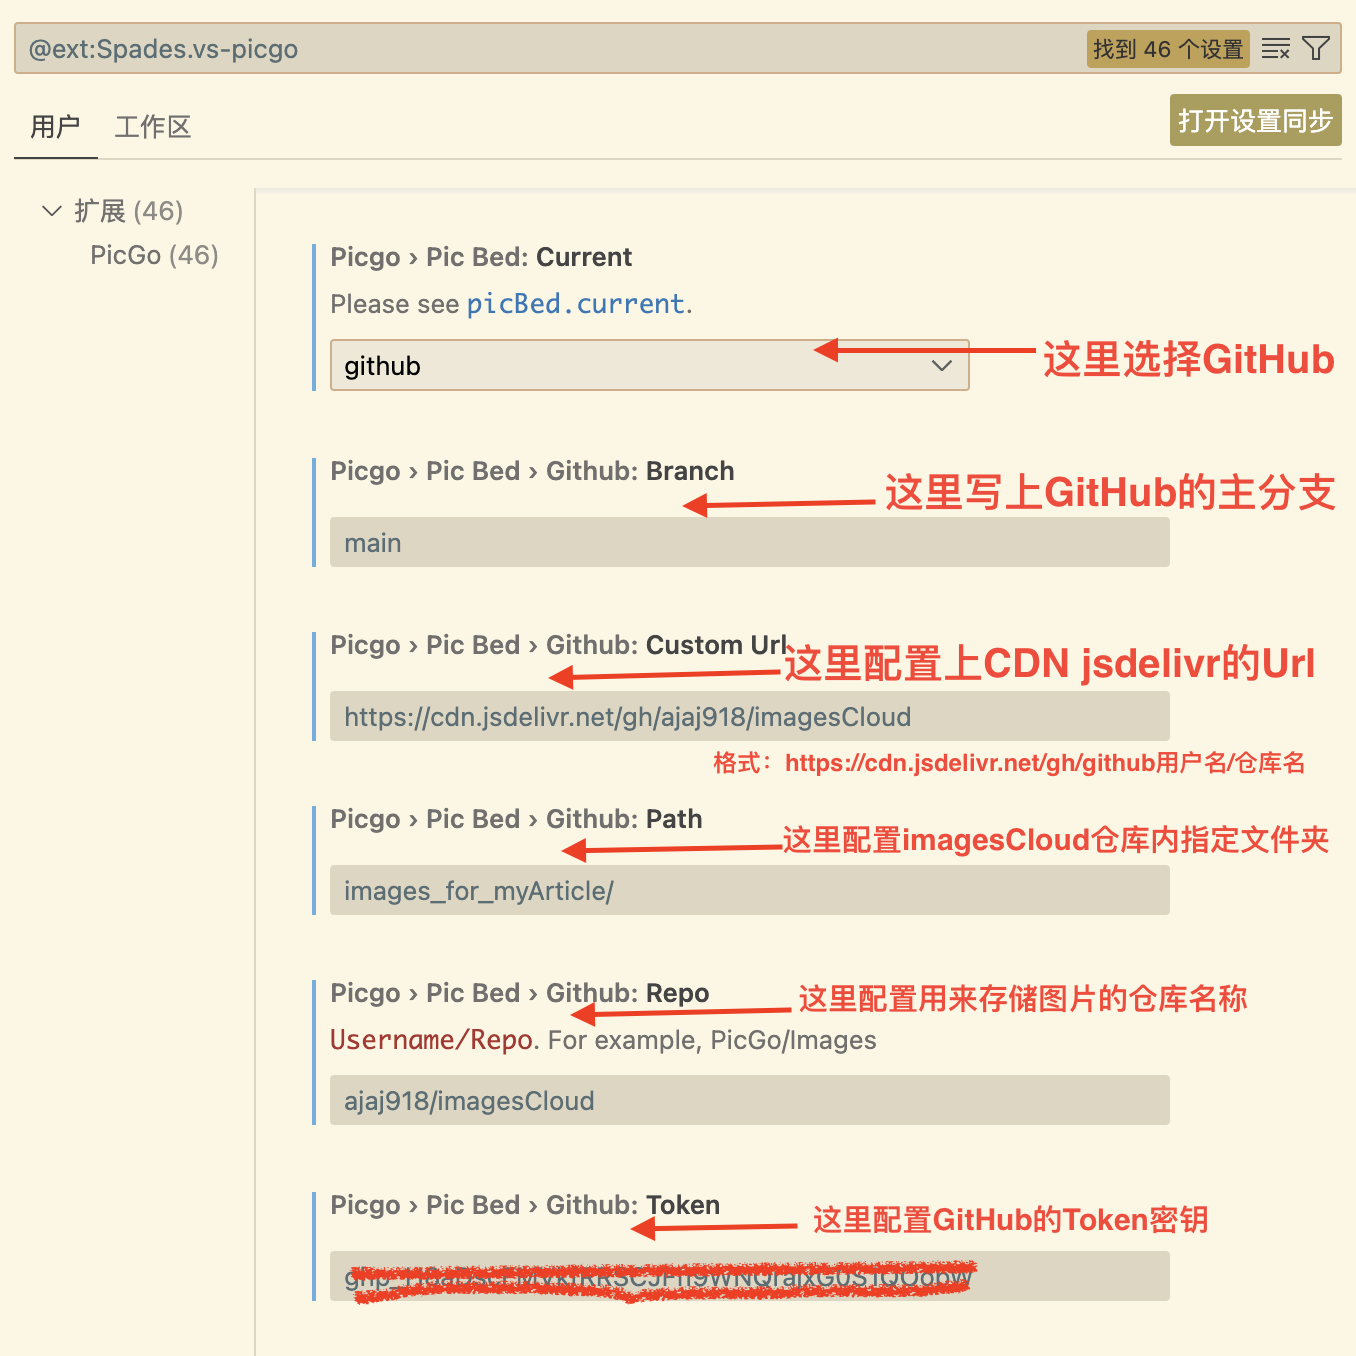 @ext:Spades.vs-picgo
找到 46 个设置
用户
工作区
打开设置同步
扩展 (46)
PicGo (46)
Picgo › Pic Bed: Current
Please see picBed.current.
github
这里选择GitHub
Picgo › Pic Bed › Github: Branch
这里写上GitHub的主分支
main
Picgo › Pic Bed › Github: Custom Url
这里配置上CDN jsdelivr的Url
https://cdn.jsdelivr.net/gh/ajaj918/imagesCloud
格式：https://cdn.jsdelivr.net/gh/github用户名/仓库名
Picgo › Pic Bed › Github: Path
这里配置imagesCloud仓库内指定文件夹
images_for_myArticle/
Picgo › Pic Bed › Github: Repo
这里配置用来存储图片的仓库名称
Username/Repo. For example, PicGo/Images
ajaj918/imagesCloud
Picgo › Pic Bed › Github: Token
这里配置GitHub的Token密钥